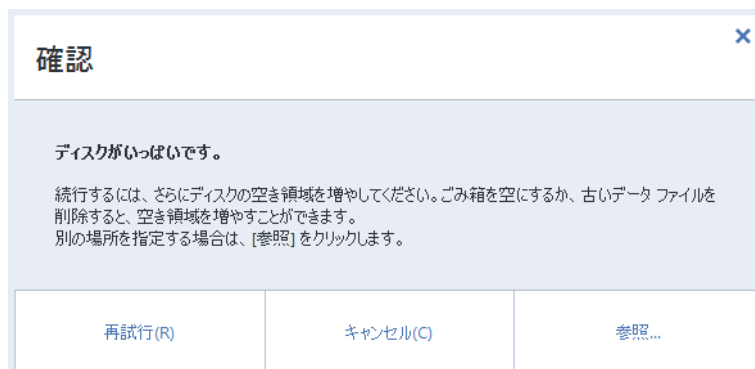 確認
ディスクがいっぱいです。
続行するには、さらにディスクの空き領域を増やしてください。ごみ箱を空にするか、古いデータ ファイルを
削除すると、空き領域を増やすことができます。
別の場所を指定する場合は、[参照] をクリックします。
再試行(R)
キャンセル(C)
参照...